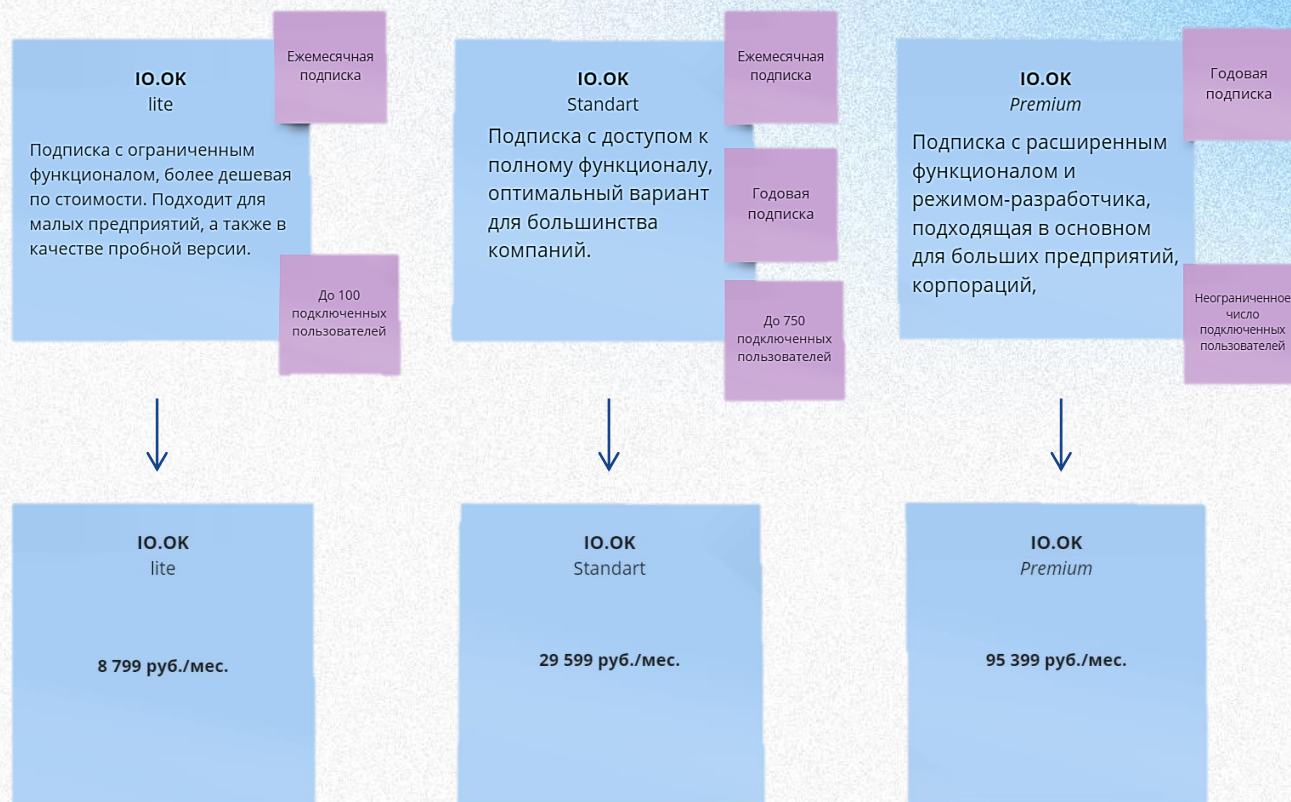 IO.OK
lite
Подписка с ограниченным
функционалом, более дешевая
по стоимости. Подходит для
малых предприятий, а также в
качестве пробной версии.
Ежемесячная
подписка
До 100
подключенных
пользователей
IO.OK
Standart
Подписка с доступом к
полному функционалу,
оптимальный вариант
для большинства
компаний.
Ежемесячная
подписка
Годовая
подписка
До 750
подключенных
пользователей
IO.OK
Premium
Подписка с расширенным
функционалом и
режимом-разработчика,
подходящая в основном
для больших предприятий,
корпораций,
Годовая
подписка
Неограниченное
число
подключенных
пользователей
IO.OK
lite
8 799 руб./мес.
IO.OK
Standart
29 599 руб./мес.
IO.OK
Premium
95 399 руб./мес.